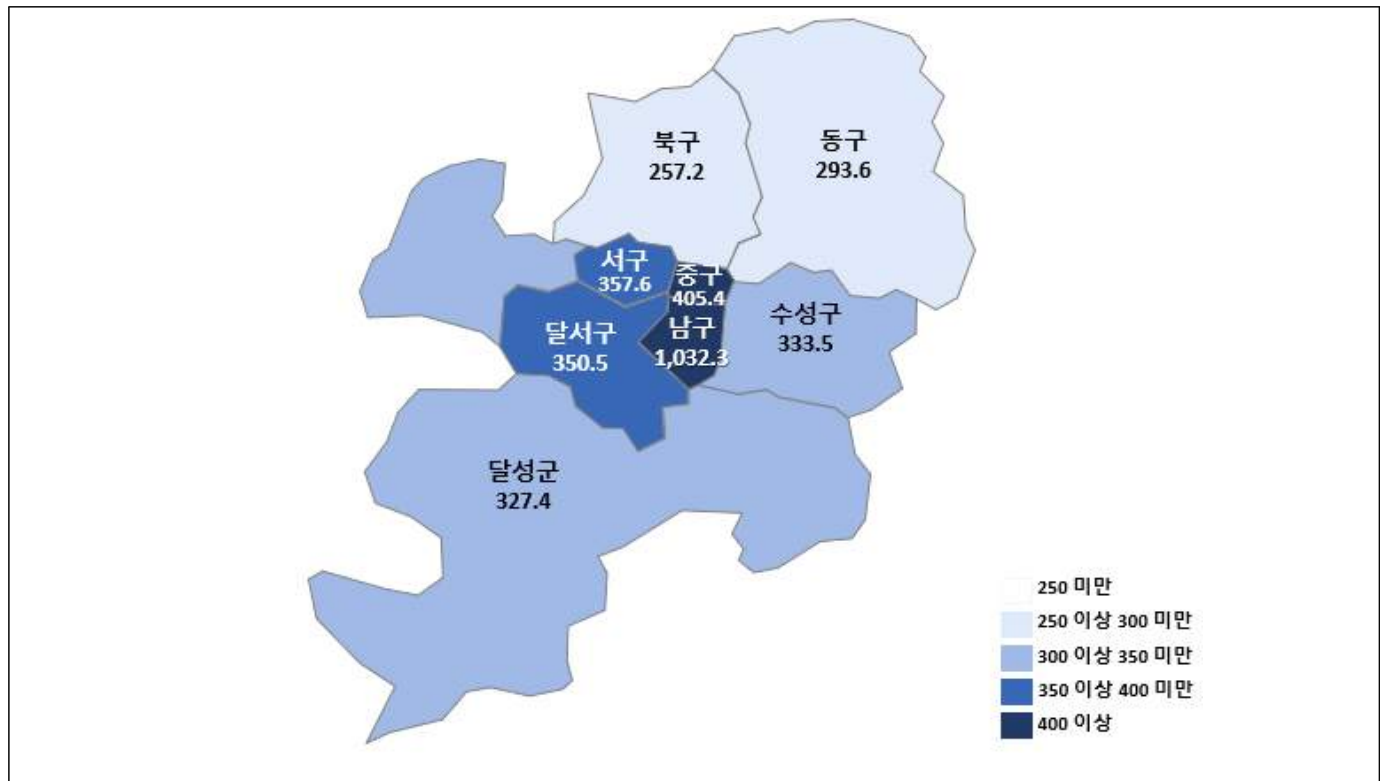 북구
257.2
동구
293.6
서구
357.6
중구
405.4
남구
1,032.3
달서구
350.5
수성구
333.5
달성군
327.4
250 미만
250 이상 300 미만
300 이상 350 미만
350 이상 400 미만
400 이상